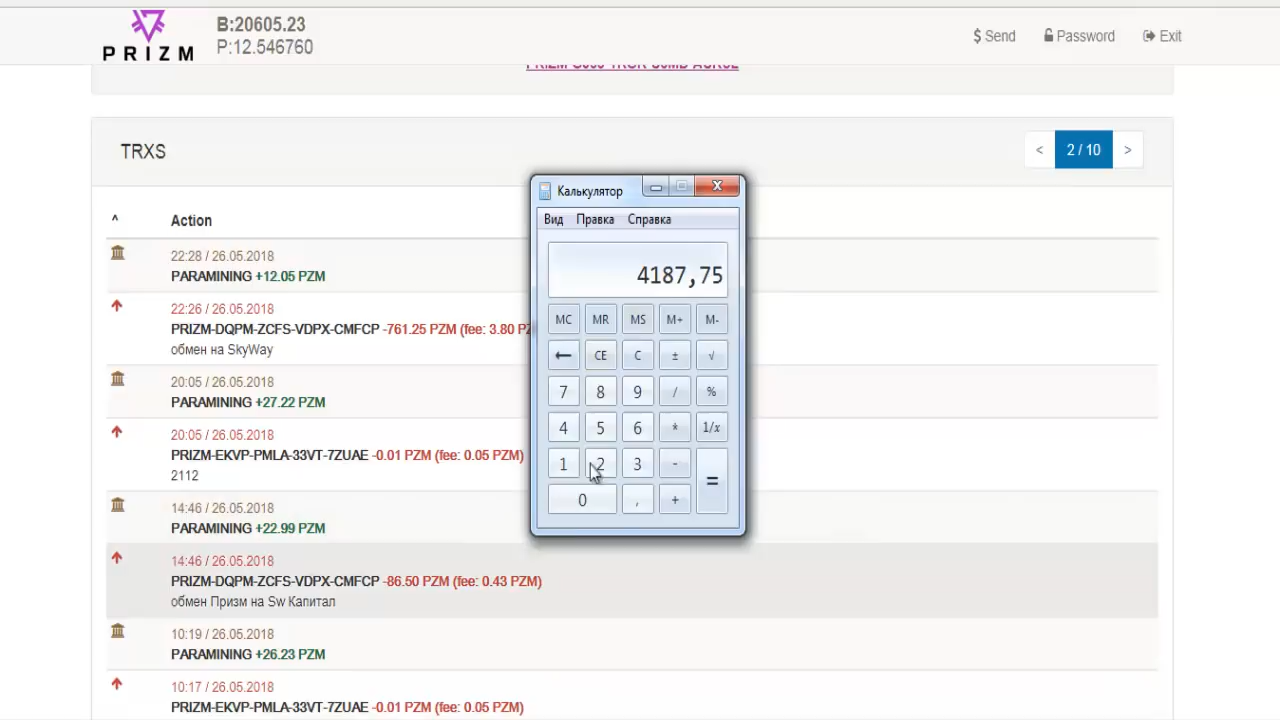 PRIZM
B:20605.23
P:12.546760
$ Send
Password
Exit
TRXS
< 2 / 10 >
^ Action
22:28 / 26.05.2018
PARAMINING +12.05 PZM
22:26 / 26.05.2018
PRIZM-DQPM-ZCFS-VDPX-CMFCP -761.25 PZM (fee: 3.80 PZ
обмен на SkyWay
20:05 / 26.05.2018
PARAMINING +27.22 PZM
20:05 / 26.05.2018
PRIZM-EKVP-PMLA-33VT-7ZUAE -0.01 PZM (fee: 0.05 PZM)
2112
14:46 / 26.05.2018
PARAMINING +22.99 PZM
14:46 / 26.05.2018
PRIZM-DQPM-ZCFS-VDPX-CMFCP -86.50 PZM (fee: 0.43 PZM)
обмен Призм на Sw Капитал
10:19 / 26.05.2018
PARAMINING +26.23 PZM
10:17 / 26.05.2018
PRIZM-EKVP-PMLA-33VT-7ZUAE -0.01 PZM (fee: 0.05 PZM)
Калькулятор
Вид Правка Справка
4187,75
MC MR MS M+ M-
← CE C ± √
7 8 9 / %
4 5 6 * 1/x
1 2 3 - =
0 , +